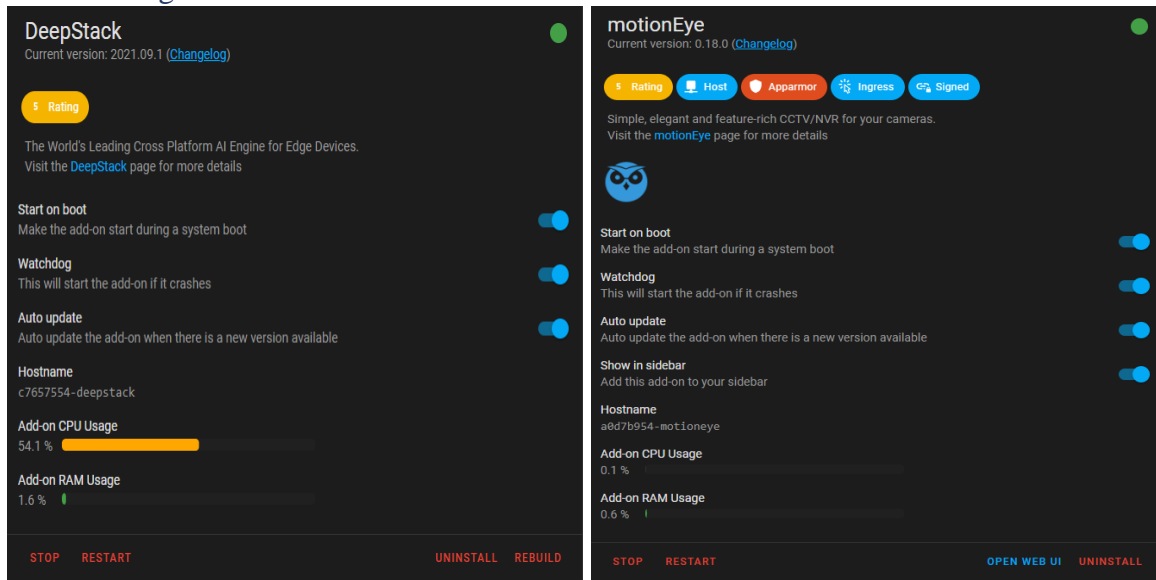 DeepStack
Current version: 2021.09.1 (Changelog)
5 Rating
The World's Leading Cross Platform AI Engine for Edge Devices.
Visit the DeepStack page for more details
Start on boot
Make the add-on start during a system boot
Watchdog
This will start the add-on if it crashes
Auto update
Auto update the add-on when there is a new version available
Hostname
c7657554-deepstack
Add-on CPU Usage
54.1 %
Add-on RAM Usage
1.6 %
STOP RESTART UNINSTALL REBUILD
motionEye
Current version: 0.18.0 (Changelog)
5 Rating Host Apparmor Ingress Signed
Simple, elegant and feature-rich CCTV/NVR for your cameras.
Visit the motionEye page for more details
Start on boot
Make the add-on start during a system boot
Watchdog
This will start the add-on if it crashes
Auto update
Auto update the add-on when there is a new version available
Show in sidebar
Add this add-on to your sidebar
Hostname
a0d7b954-motioneye
Add-on CPU Usage
0.1 %
Add-on RAM Usage
0.6 %
STOP RESTART OPEN WEB UI UNINSTALL